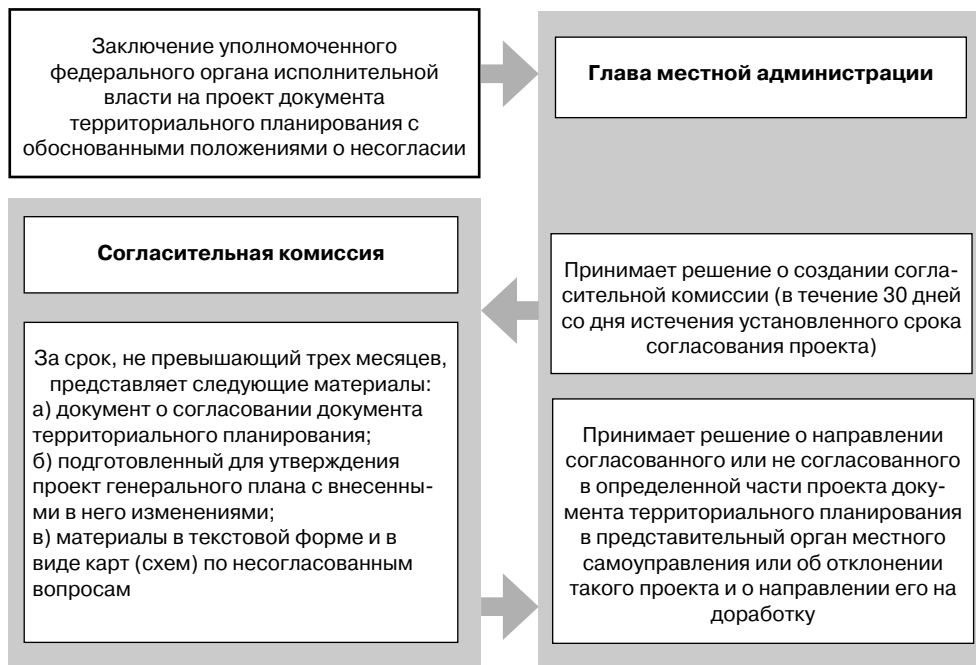 Заключение уполномоченного
федерального органа исполнительной
власти на проект документа
территориального планирования с
обоснованными положениями о несогласии
Глава местной администрации
Принимает решение о создании согла-
сительной комиссии (в течение 30 дней
со дня истечения установленного срока
согласования проекта)
Согласительная комиссия
За срок, не превышающий трех месяцев,
представляет следующие материалы:
а) документ о согласовании документа
территориального планирования;
б) подготовленный для утверждения
проект генерального плана с внесенны-
ми в него изменениями;
в) материалы в текстовой форме и в
виде карт (схем) по несогласованным
вопросам
Принимает решение о направлении
согласованного или не согласованного
в определенной части проекта доку-
мента территориального планирования
в представительный орган местного
самоуправления или об отклонении
такого проекта и о направлении его на
доработку